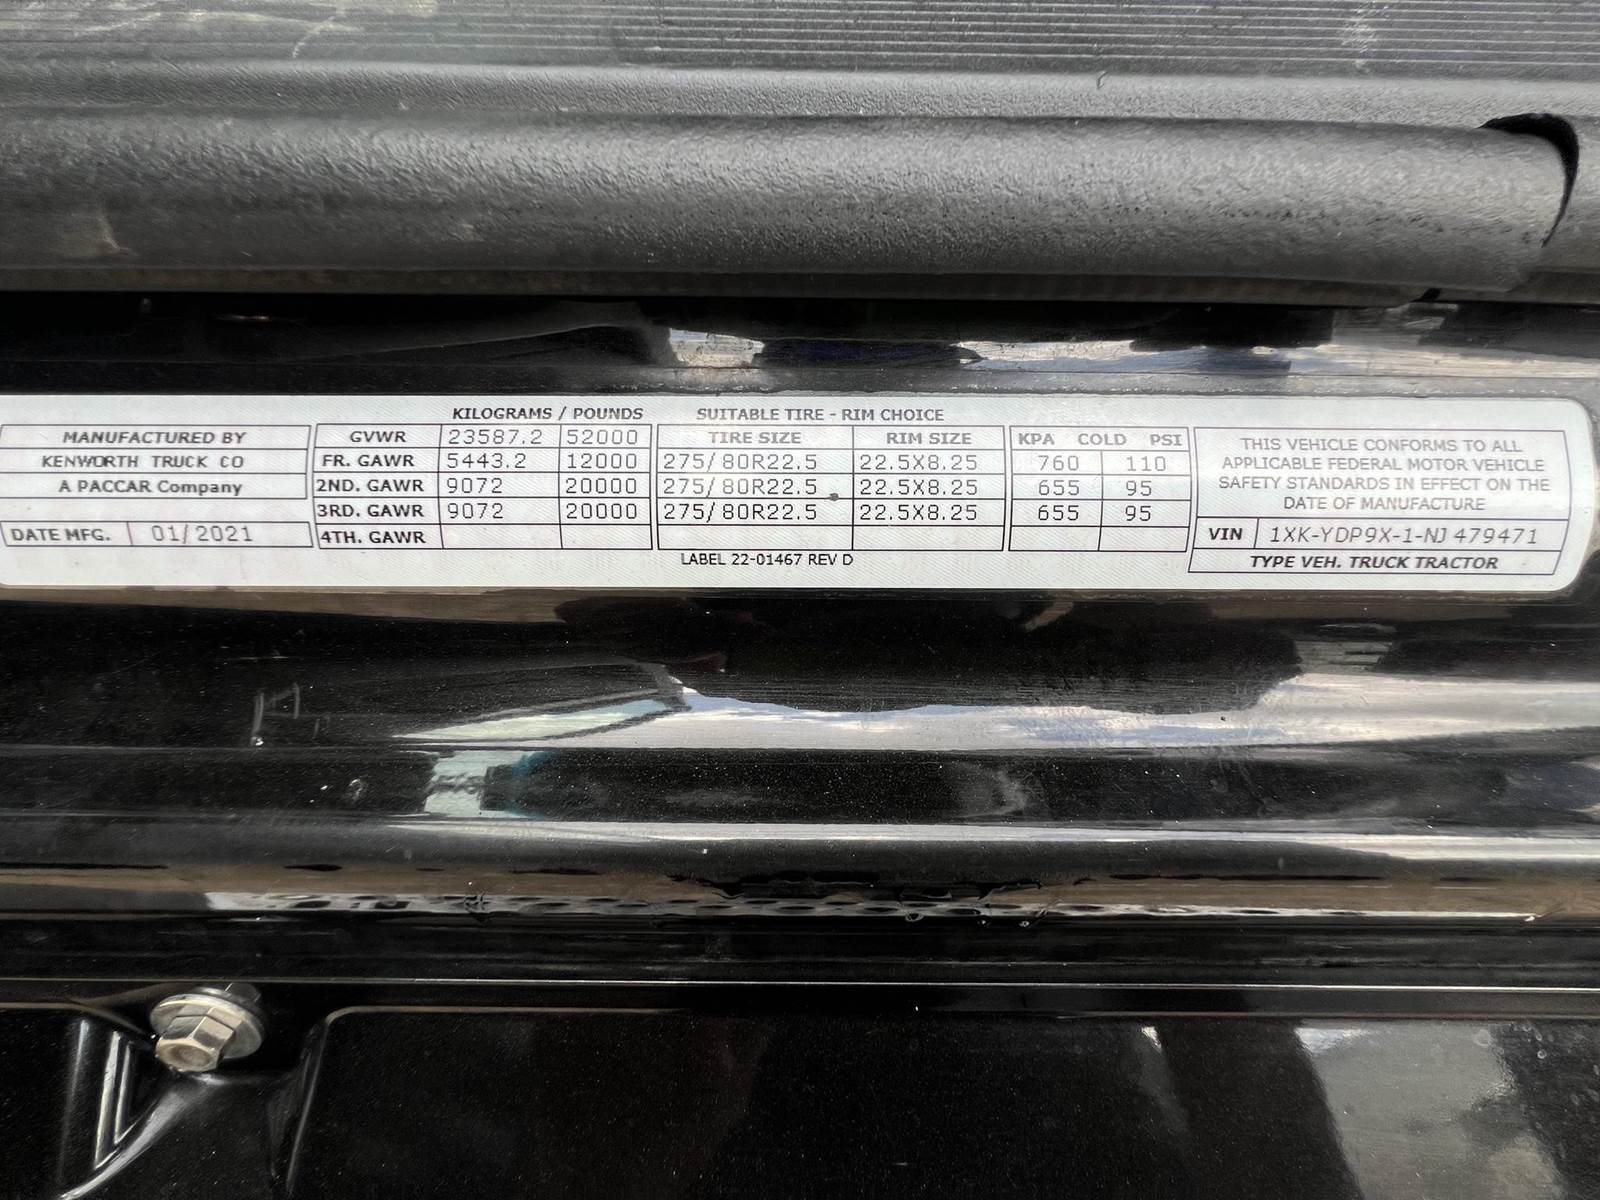 KILOGRAMS / POUNDS SUITABLE TIRE - RIM CHOICE
MANUFACTURED BY
KENWORTH TRUCK CO
A PACCAR Company
DATE MFG. 01/2021
GVWR 23587.2 52000 TIRE SIZE RIM SIZE KPA COLD PSI
FR. GAWR 5443.2 12000 275/80R22.5 22.5X8.25 760 110
2ND. GAWR 9072 20000 275/80R22.5 22.5X8.25 655 95
3RD. GAWR 9072 20000 275/80R22.5 22.5X8.25 655 95
4TH. GAWR
LABEL 22-01467 REV D
THIS VEHICLE CONFORMS TO ALL
APPLICABLE FEDERAL MOTOR VEHICLE
SAFETY STANDARDS IN EFFECT ON THE
DATE OF MANUFACTURE
VIN 1XK-YDP9X-1-NJ479471
TYPE VEH. TRUCK TRACTOR